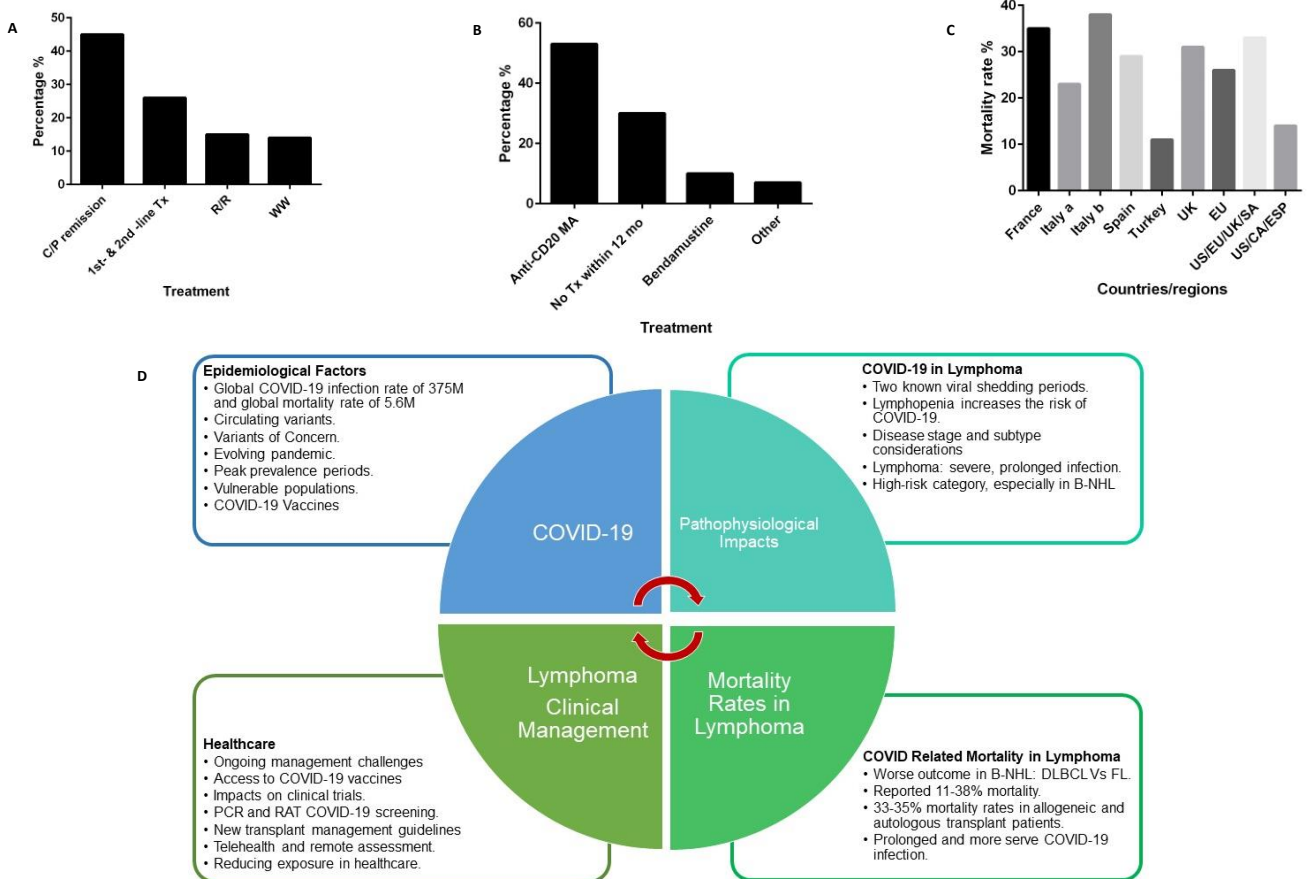 A
50
40
30
20
10
0
Percentage %
C/P remission
1st- & 2nd -line Tx
R/R
WW
Treatment
B
60
40
20
0
Percentage %
Anti-CD20 MA
No Tx within 12 mo
Bendamustine
Other
Treatment
C
40
30
20
10
0
Mortality rate %
France
Italy a
Italy b
Spain
Turkey
UK
EU
US/EU/UK/SA
US/CA/ESP
Countries/regions
D
Epidemiological Factors
• Global COVID-19 infection rate of 375M
and global mortality rate of 5.6M
• Circulating variants.
• Variants of Concern.
• Evolving pandemic.
• Peak prevalence periods.
• Vulnerable populations.
• COVID-19 Vaccines
COVID-19 in Lymphoma
• Two known viral shedding periods.
• Lymphopenia increases the risk of
COVID-19.
• Disease stage and subtype
considerations
• Lymphoma: severe, prolonged infection.
• High-risk category, especially in B-NHL
COVID-19
Pathophysiological
Impacts
Lymphoma
Clinical
Management
Mortality
Rates in
Lymphoma
Healthcare
• Ongoing management challenges
• Access to COVID-19 vaccines
• Impacts on clinical trials.
• PCR and RAT COVID-19 screening.
• New transplant management guidelines
• Telehealth and remote assessment.
• Reducing exposure in healthcare.
COVID Related Mortality in Lymphoma
• Worse outcome in B-NHL: DLBCL Vs FL.
• Reported 11-38% mortality.
• 33-35% mortality rates in allogeneic and
autologous transplant patients.
• Prolonged and more serve COVID-19
infection.